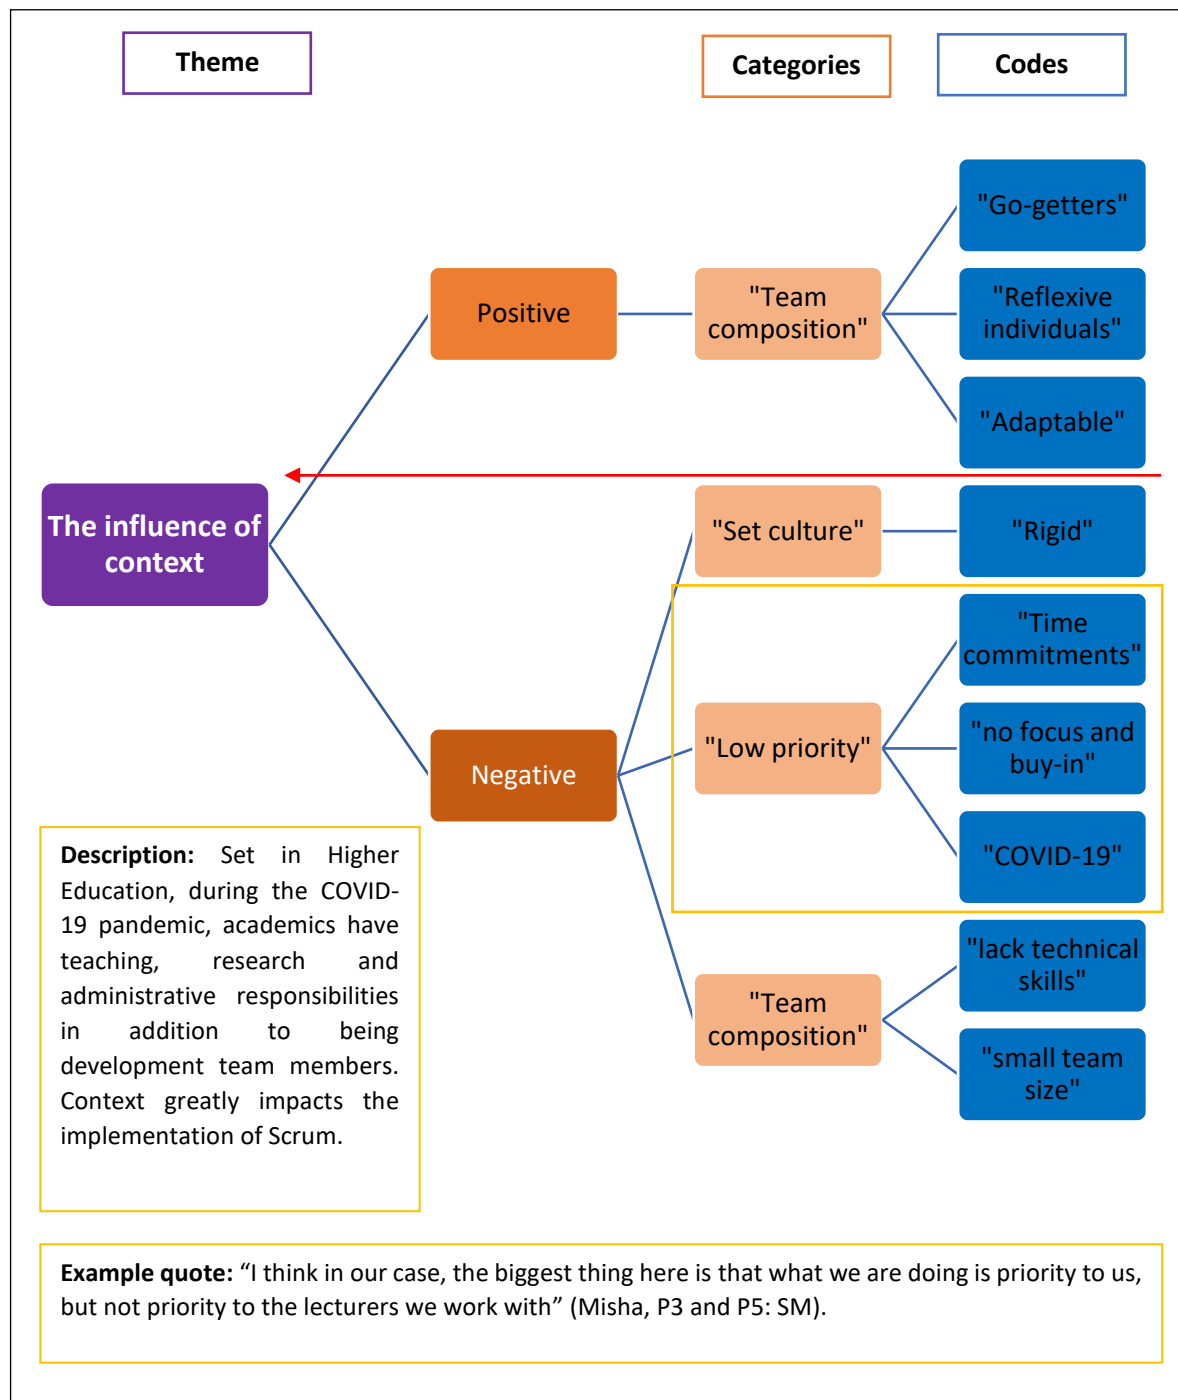 Theme
Categories
Codes
"Go-getters"
Positive
"Team
composition"
"Reflexive
individuals"
"Adaptable"
The influence of
context
"Set culture"
"Rigid"
"Time
commitments"
Negative
"Low priority"
"no focus and
buy-in"
"COVID-19"
"Team
composition"
"lack technical
skills"
"small team
size"
Description: Set in Higher
Education, during the COVID-
19 pandemic, academics have
teaching, research and
administrative responsibilities
in addition to being
development team members.
Context greatly impacts the
implementation of Scrum.
Example quote: “I think in our case, the biggest thing here is that what we are doing is priority to us,
but not priority to the lecturers we work with” (Misha, P3 and P5: SM).